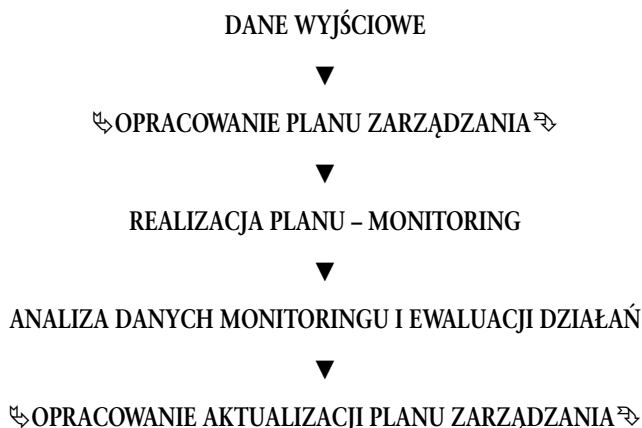 DANE WYJŚCIOWE
▼
OPRACOWANIE PLANU ZARZĄDZANIA
▼
REALIZACJA PLANU – MONITORING
▼
ANALIZA DANYCH MONITORINGU I EWALUACJI DZIAŁAŃ
▼
OPRACOWANIE AKTUALIZACJI PLANU ZARZĄDZANIA